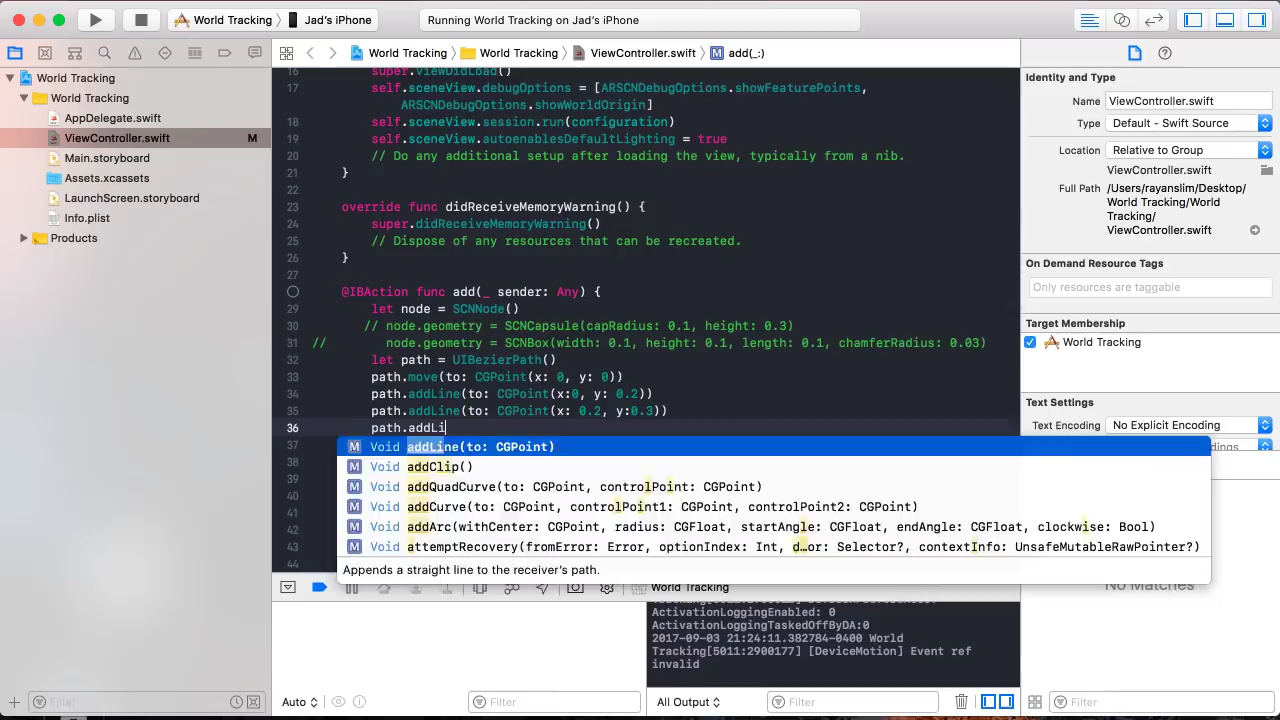 World Tracking
Jad's iPhone
Running World Tracking on Jad's iPhone
World Tracking
World Tracking
ViewController.swift
M
add(_:)
World Tracking
World Tracking
AppDelegate.swift
ViewController.swift
M
Main.storyboard
Assets.xcassets
LaunchScreen.storyboard
Info.plist
Products
16 super.viewDidLoad()
17 self.sceneView.debugOptions = [ARSCNDebugOptions.showFeaturePoints,
ARSCNDebugOptions.showWorldOrigin]
18 self.sceneView.session.run(configuration)
19 self.sceneView.autoenablesDefaultLighting = true
20 // Do any additional setup after loading the view, typically from a nib.
21 }
22
23 override func didReceiveMemoryWarning() {
24 super.didReceiveMemoryWarning()
25 // Dispose of any resources that can be recreated.
26 }
27
@IBAction func add(_ sender: Any) {
29 let node = SCNNode()
30 // node.geometry = SCNCapsule(capRadius: 0.1, height: 0.3)
31 // node.geometry = SCNBox(width: 0.1, height: 0.1, length: 0.1, chamferRadius: 0.03)
32 let path = UIBezierPath()
33 path.move(to: CGPoint(x: 0, y: 0))
34 path.addLine(to: CGPoint(x:0, y: 0.2))
35 path.addLine(to: CGPoint(x: 0.2, y:0.3))
36 path.addLi
37
38
39
40
41
42
43
44
M Void addLine(to: CGPoint)
M Void addClip()
M Void addQuadCurve(to: CGPoint, controlPoint: CGPoint)
M Void addCurve(to: CGPoint, controlPoint1: CGPoint, controlPoint2: CGPoint)
M Void addArc(withCenter: CGPoint, radius: CGFloat, startAngle: CGFloat, endAngle: CGFloat, clockwise: Bool)
M Void attemptRecovery(fromError: Error, optionIndex: Int, d…or: Selector?, contextInfo: UnsafeMutableRawPointer?)
Appends a straight line to the receiver's path.
World Tracking
ActivationLoggingEnabled: 0
ActivationLoggingTaskedOffByDA:0
2017-09-03 21:24:11.382784-0400 World
Tracking[5011:2900177] [DeviceMotion] Event ref
invalid
Identity and Type
Name ViewController.swift
Type Default - Swift Source
Location Relative to Group
ViewController.swift
Full Path /Users/rayanslim/Desktop/
World Tracking/World
Tracking/
ViewController.swift
On Demand Resource Tags
Only resources are taggable
Target Membership
World Tracking
Text Settings
Text Encoding No Explicit Encoding
No Matches
Filter
Auto
Filter
All Output
Filter
Filter